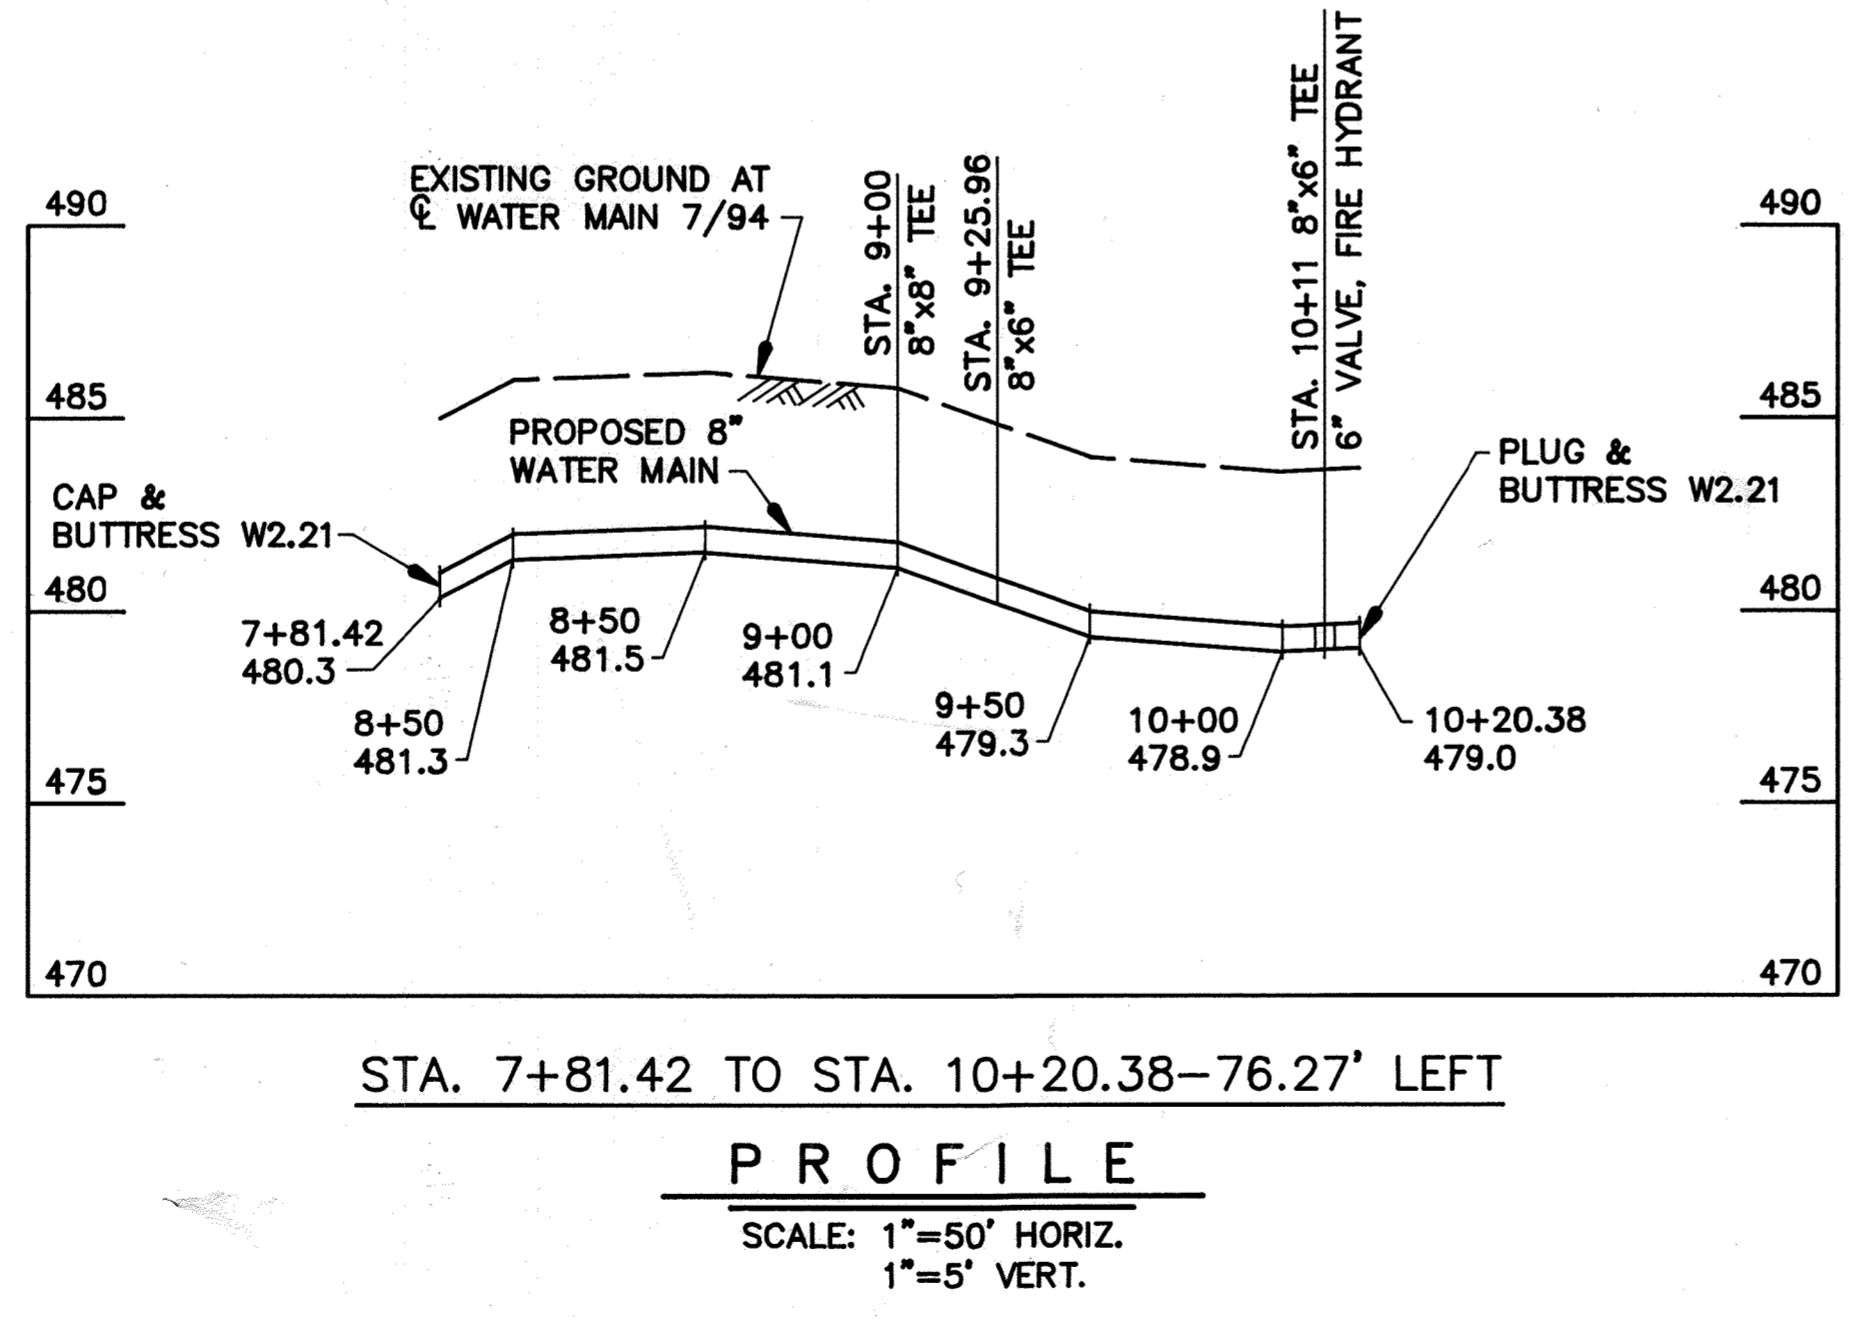 EXISTING GROUND AT
℄ WATER MAIN 7/94
STA. 9+00
8"x8" TEE
STA. 9+25.96
8"x6" TEE
STA. 10+11 8"x6" TEE
6" VALVE, FIRE HYDRANT
490
490
485
485
PROPOSED 8"
WATER MAIN
CAP &
BUTTRESS W2.21
PLUG &
BUTTRESS W2.21
480
480
7+81.42
480.3
8+50
481.3
8+50
481.5
9+00
481.1
9+50
479.3
10+00
478.9
10+20.38
479.0
475
475
470
470
STA. 7+81.42 TO STA. 10+20.38-76.27' LEFT
PROFILE
SCALE: 1"=50' HORIZ.
1"=5' VERT.